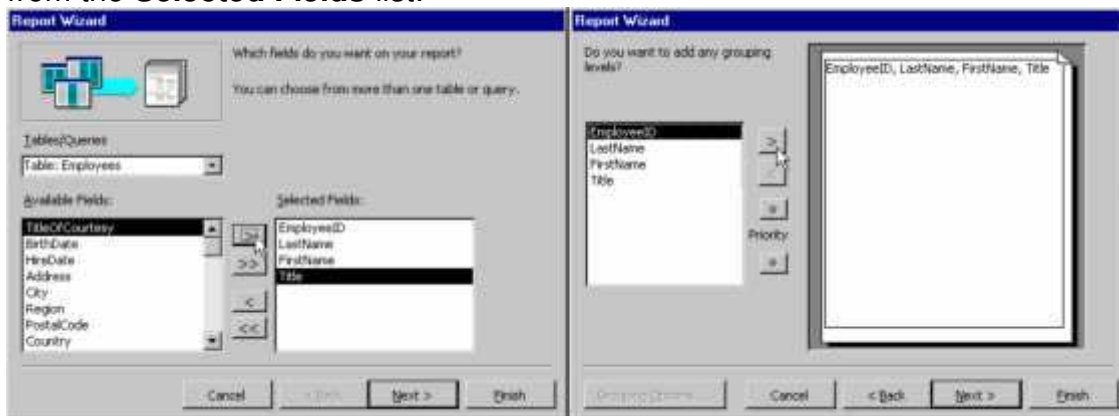 from the Selected Fields list.
Report Wizard
Which fields do you want on your report?
You can choose from more than one table or query.
Tables/Queries
Table: Employees
Available Fields:
Selected Fields:
TitleOfCourtesy
BirthDate
HireDate
Address
City
Region
PostalCode
Country
>
>>
<
<<
EmployeeID
LastName
FirstName
Title
Cancel
< Back
Next >
Finish
Report Wizard
Do you want to add any grouping
levels?
EmployeeID
LastName
FirstName
Title
>
Priority
EmployeeID, LastName, FirstName, Title
Grouping Options
Cancel
< Back
Next >
Finish